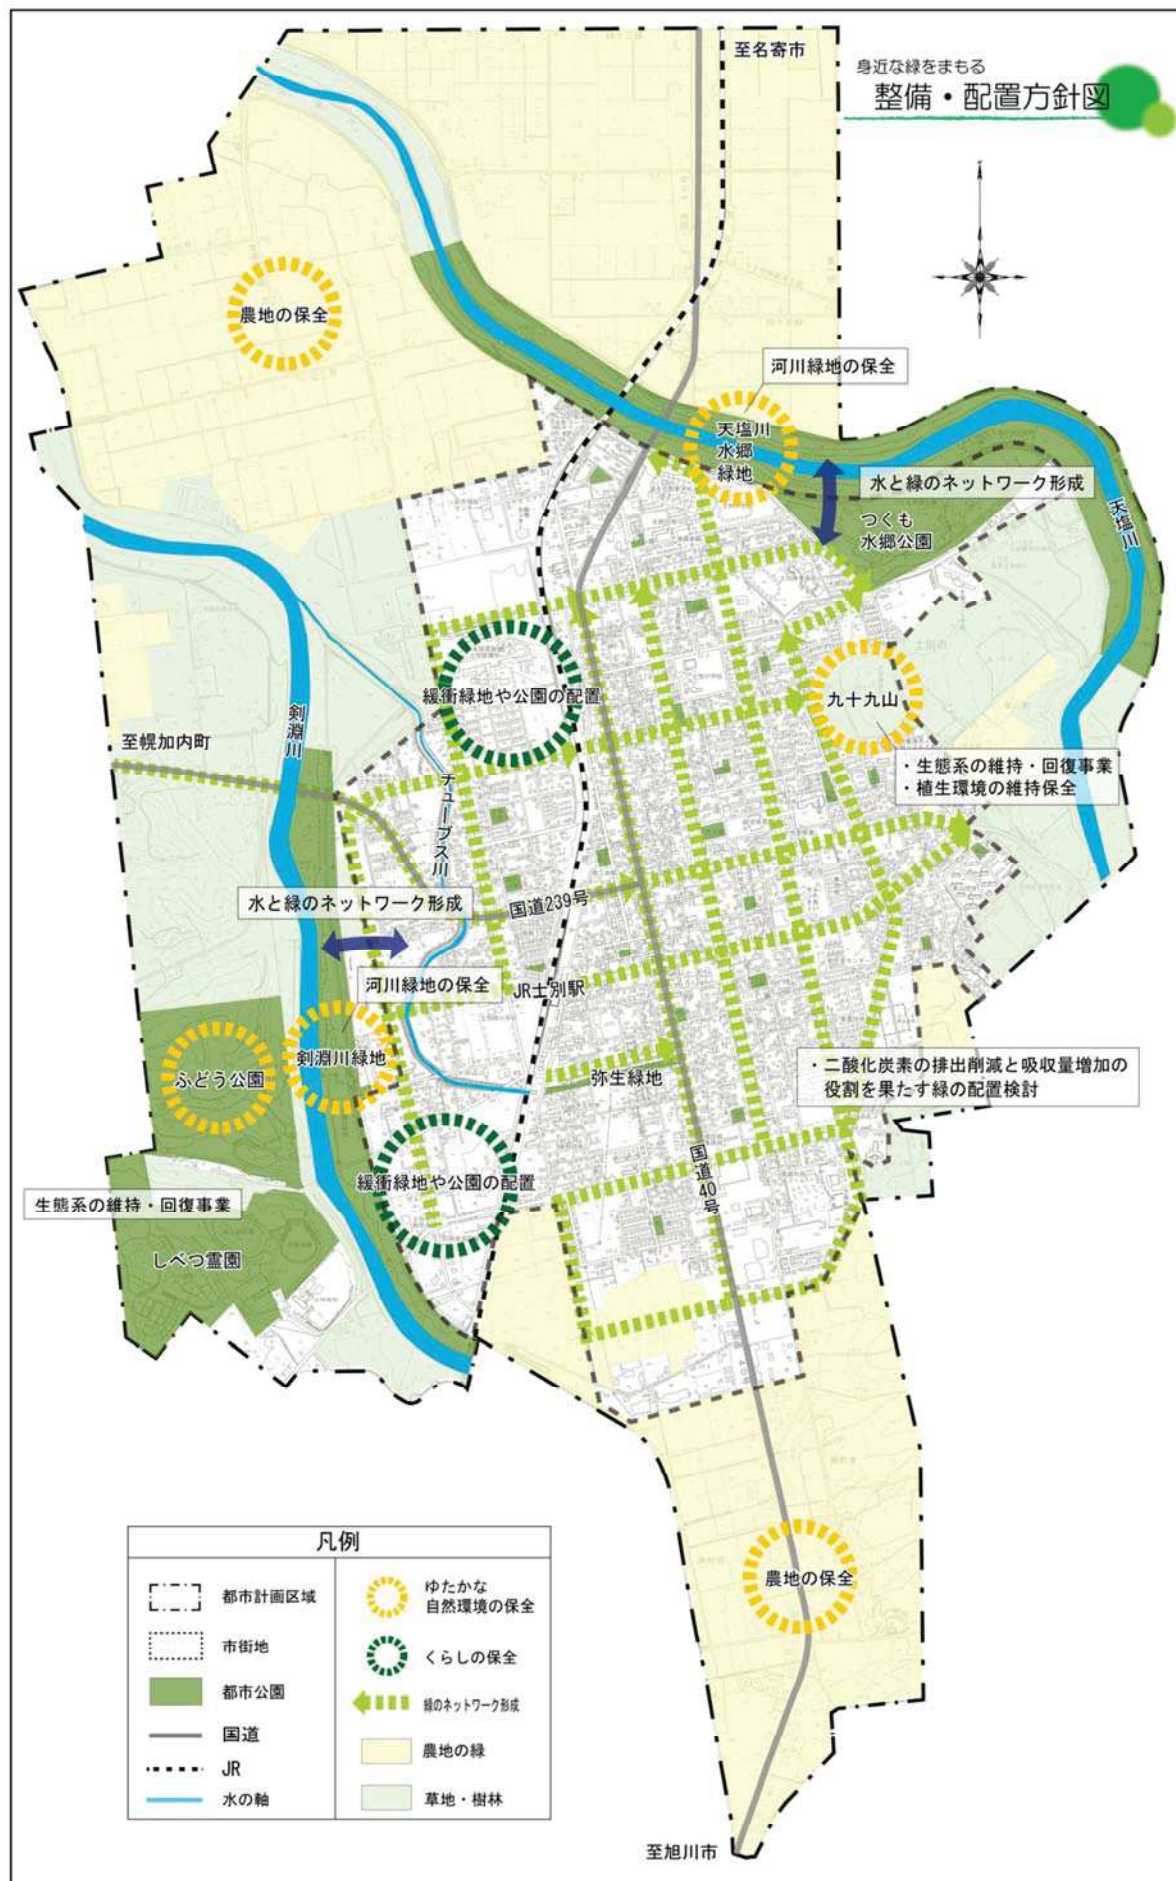 至名寄市
身近な緑をまもる
整備・配置方針図
農地の保全
河川緑地の保全
天塩川
水郷
緑地
水と緑のネットワーク形成
つくも
水郷公園
天塩川
緩衝緑地や公園の配置
九十九山
剣淵川
至幌加内町
・生態系の維持・回復事業
・植生環境の維持保全
チューブス川
水と緑のネットワーク形成
国道239号
河川緑地の保全
JR士別駅
剣淵川緑地
ふどう公園
弥生緑地
・二酸化炭素の排出削減と吸収量増加の
役割を果たす緑の配置検討
国道40号
緩衝緑地や公園の配置
生態系の維持・回復事業
しべつ霊園
農地の保全
凡例
都市計画区域
市街地
都市公園
国道
JR
水の軸
ゆたかな
自然環境の保全
くらしの保全
緑のネットワーク形成
農地の緑
草地・樹林
至旭川市